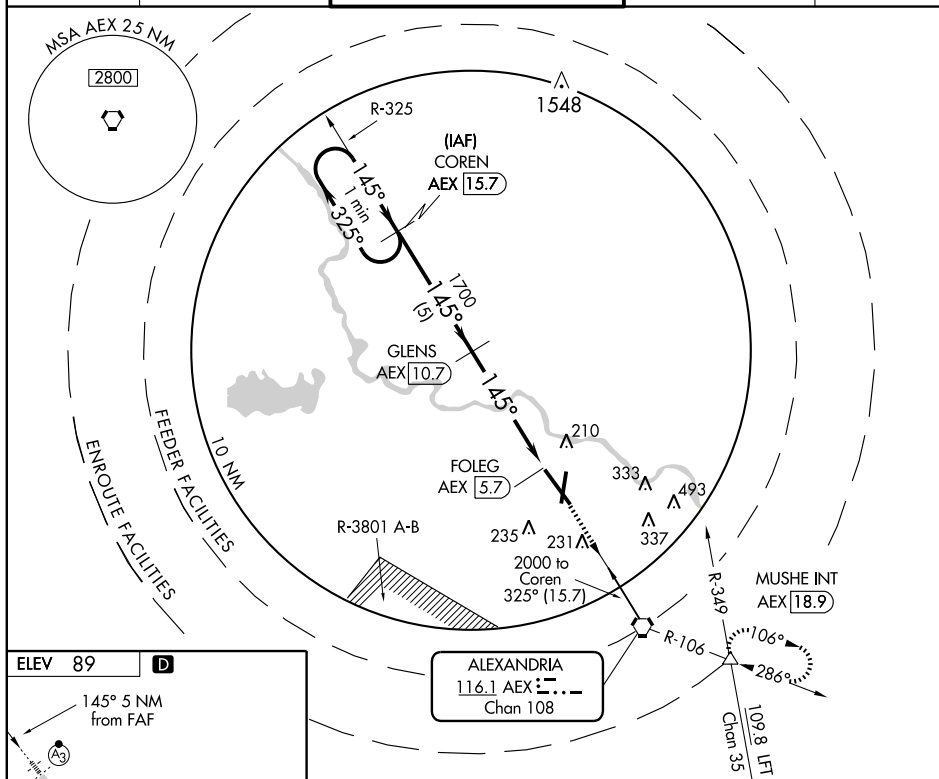 MSA AEX 25 NM
2800
1548
R-325
(IAF)
COREN
AEX 15.7
145°
1 min
325°
1700
145°
(5)
GLENS
AEX 10.7
145°
210
FOLEG
AEX 5.7
333
493
337
235
231
10 NM
FEEDER FACILITIES
ENROUTE FACILITIES
R-3801 A-B
2000 to
Coren
325° (15.7)
R-349
MUSHE INT
AEX 18.9
R-106
106°
286°
ALEXANDRIA
116.1 AEX
Chan 108
109.8 LFT
Chan 35
ELEV 89
D
145° 5 NM
from FAF
A3